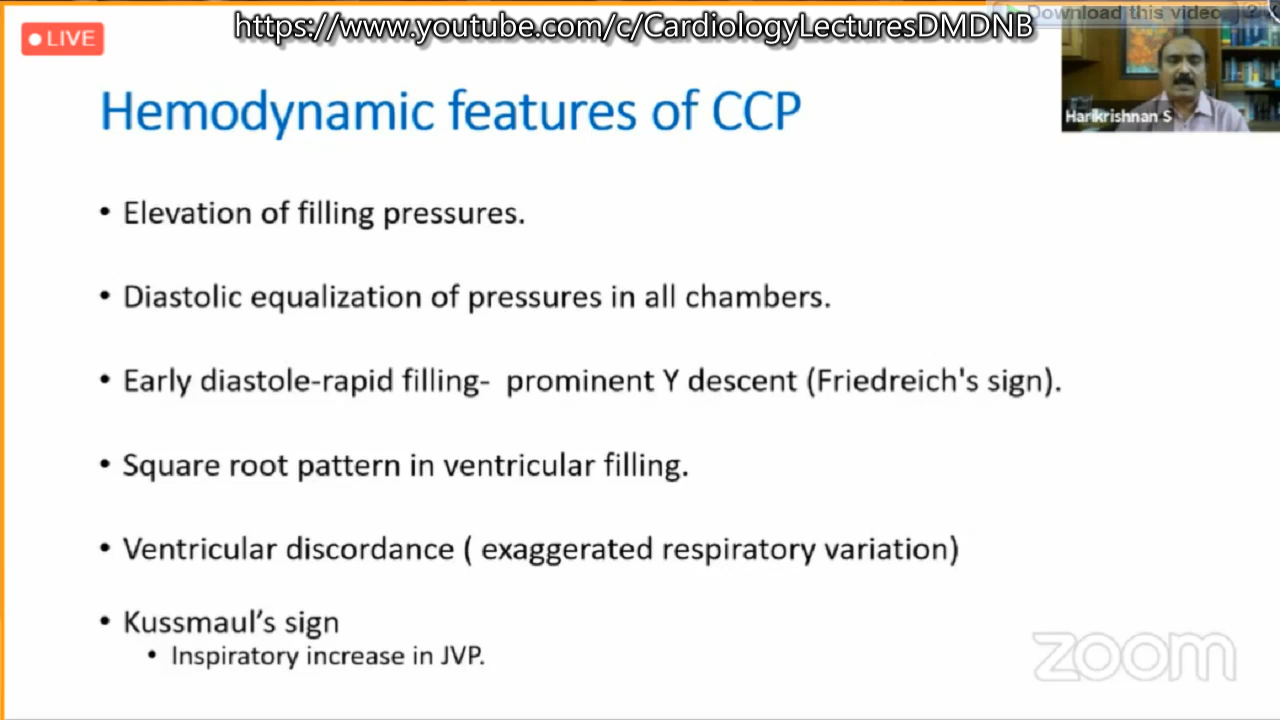 https://www.youtube.com/c/CardiologyLecturesDMDNB
Download this video
?
LIVE
Harikrishnan S
Hemodynamic features of CCP
• Elevation of filling pressures.
• Diastolic equalization of pressures in all chambers.
• Early diastole-rapid filling- prominent Y descent (Friedreich's sign).
• Square root pattern in ventricular filling.
• Ventricular discordance ( exaggerated respiratory variation)
• Kussmaul’s sign
• Inspiratory increase in JVP.
zoom